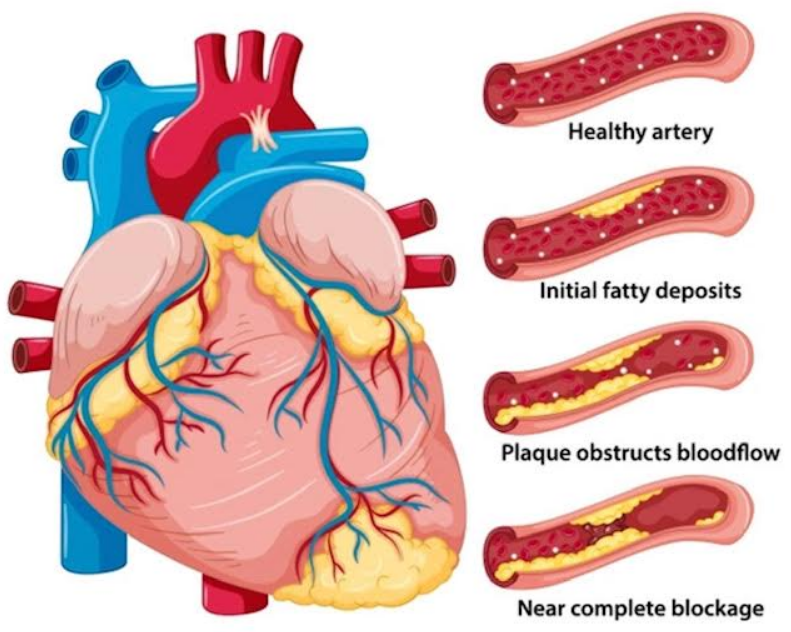 Healthy artery
Initial fatty deposits
Plaque obstructs bloodflow
Near complete blockage